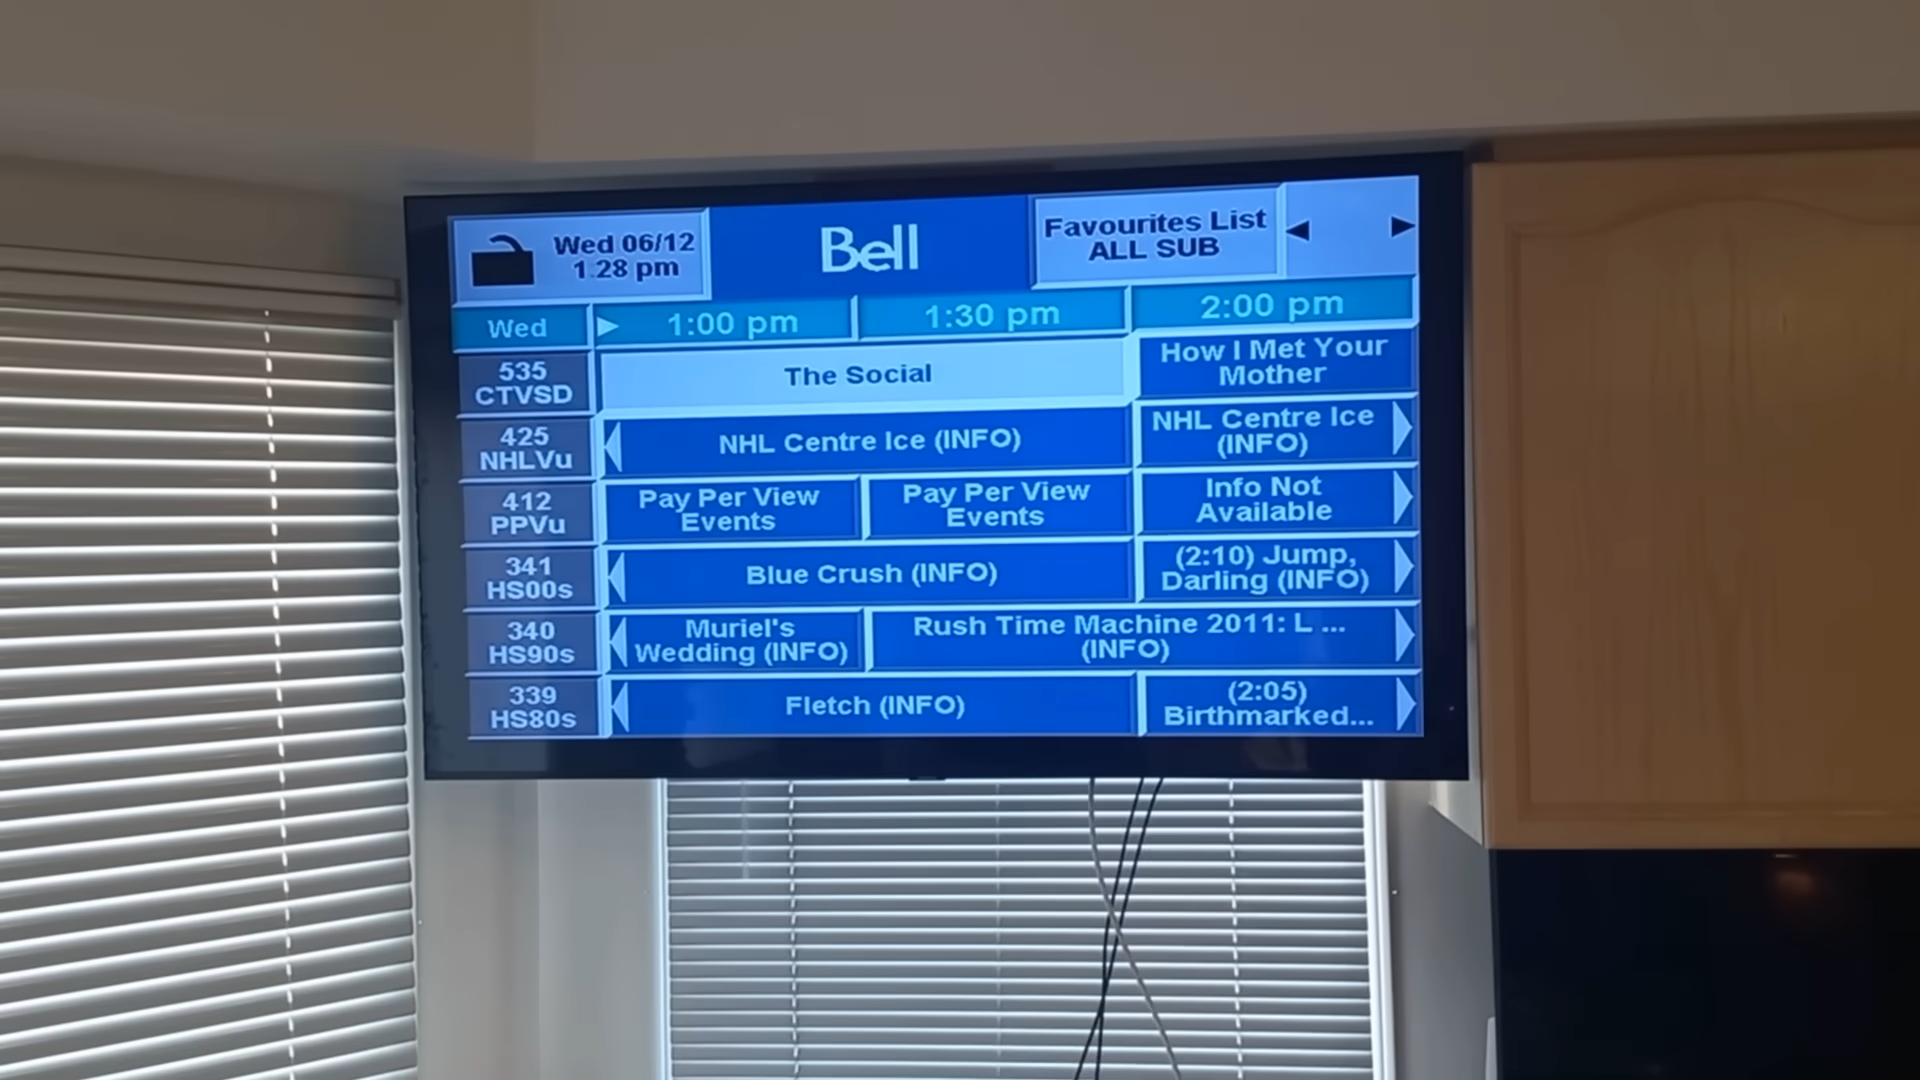 Wed 06/12
1.28 pm
Bell
Favourites List
ALL SUB
Wed
1:00 pm
1:30 pm
2:00 pm
535
CTVSD
The Social
How I Met Your
Mother
425
NHLVu
NHL Centre Ice (INFO)
NHL Centre Ice
(INFO)
412
PPVu
Pay Per View
Events
Pay Per View
Events
Info Not
Available
341
HS00s
Blue Crush (INFO)
(2:10) Jump,
Darling (INFO)
340
HS90s
Muriel's
Wedding (INFO)
Rush Time Machine 2011: L ...
(INFO)
339
HS80s
Fletch (INFO)
(2:05)
Birthmarked...